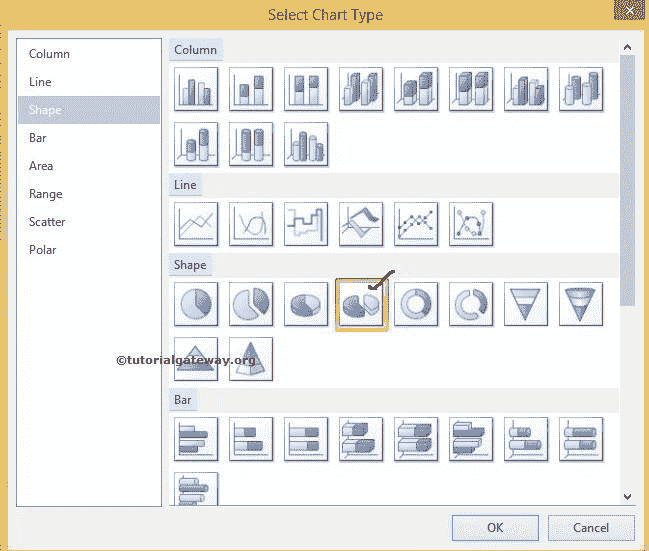 Select Chart Type
Column
Line
Shape
Bar
Area
Range
Scatter
Polar
Column
Line
Shape
©tutorialgateway.org
Bar
OK
Cancel